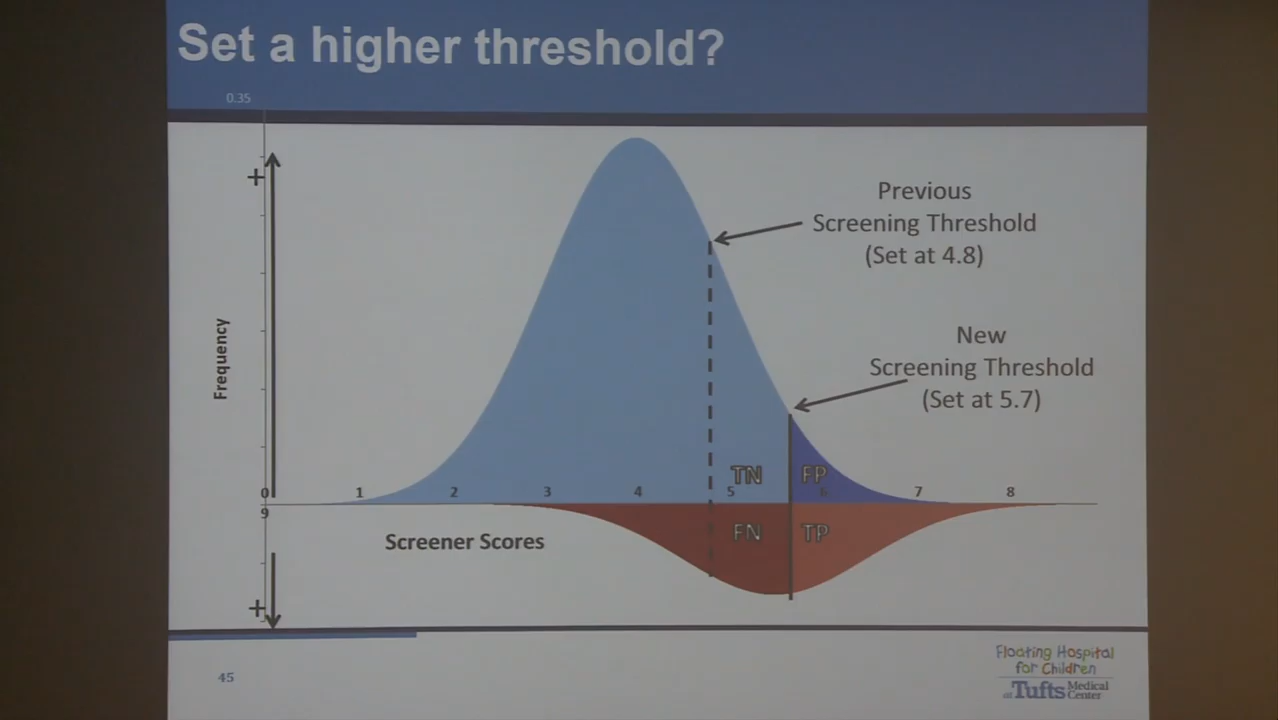 Set a higher threshold?
0.35
+
Previous
Screening Threshold
(Set at 4.8)
New
Screening Threshold
(Set at 5.7)
Frequency
TN
FP
0 1 2 3 4 5 6 7 8
9
FN
TP
Screener Scores
+
45
Floating Hospital
for Children
at Tufts Medical
Center